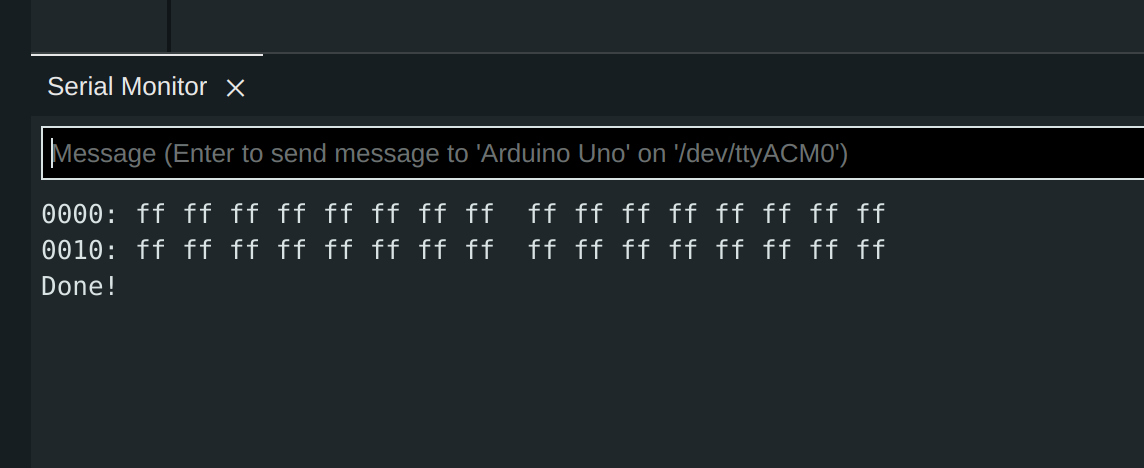 Serial Monitor
Message (Enter to send message to 'Arduino Uno' on '/dev/ttyACM0')
0000: ff ff ff ff ff ff ff ff  ff ff ff ff ff ff ff ff
0010: ff ff ff ff ff ff ff ff  ff ff ff ff ff ff ff ff
Done!